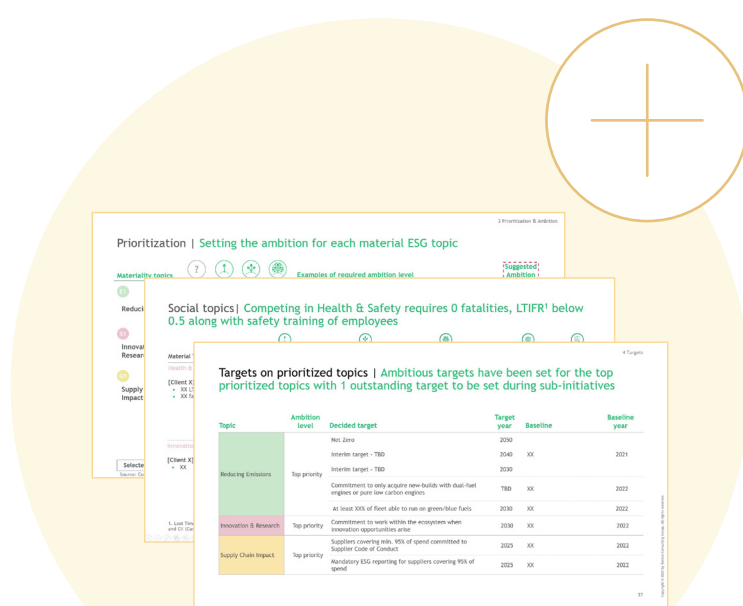 3 Prioritization & Ambition
Prioritization | Setting the ambition for each material ESG topic
Materiality topics
?
Examples of required ambition level
Suggested
Ambition
Reduci
Innovat
Resear
Supply
Impact
Selecte
Social topics| Competing in Health & Safety requires 0 fatalities, LTIFR¹ below
0.5 along with safety training of employees
Material
Health &
[Client X]
• XX LT
• XX fa
Innovatio
[Client X]
• XX
1. Lost Time
4 Targets
Targets on prioritized topics | Ambitious targets have been set for the top
prioritized topics with 1 outstanding target to be set during sub-initiatives
Topic
Ambition
level
Decided target
Target
year
Baseline
Baseline
year
Reducing Emissions
Top priority
Net Zero
2050
Interim target - TBD
2040
XX
2021
Interim target - TBD
2030
Commitment to only acquire new-builds with dual-fuel
engines or pure low carbon engines
TBD
XX
2022
At least XX% of fleet able to run on green/blue fuels
2030
XX
2022
Innovation & Research
Top priority
Commitment to work within the ecosystem when
innovation opportunities arise
2030
XX
2022
Supply Chain Impact
Top priority
Suppliers covering min. 95% of spend committed to
Supplier Code of Conduct
2025
XX
2022
Mandatory ESG reporting for suppliers covering 95% of
spend
2025
XX
2022
37